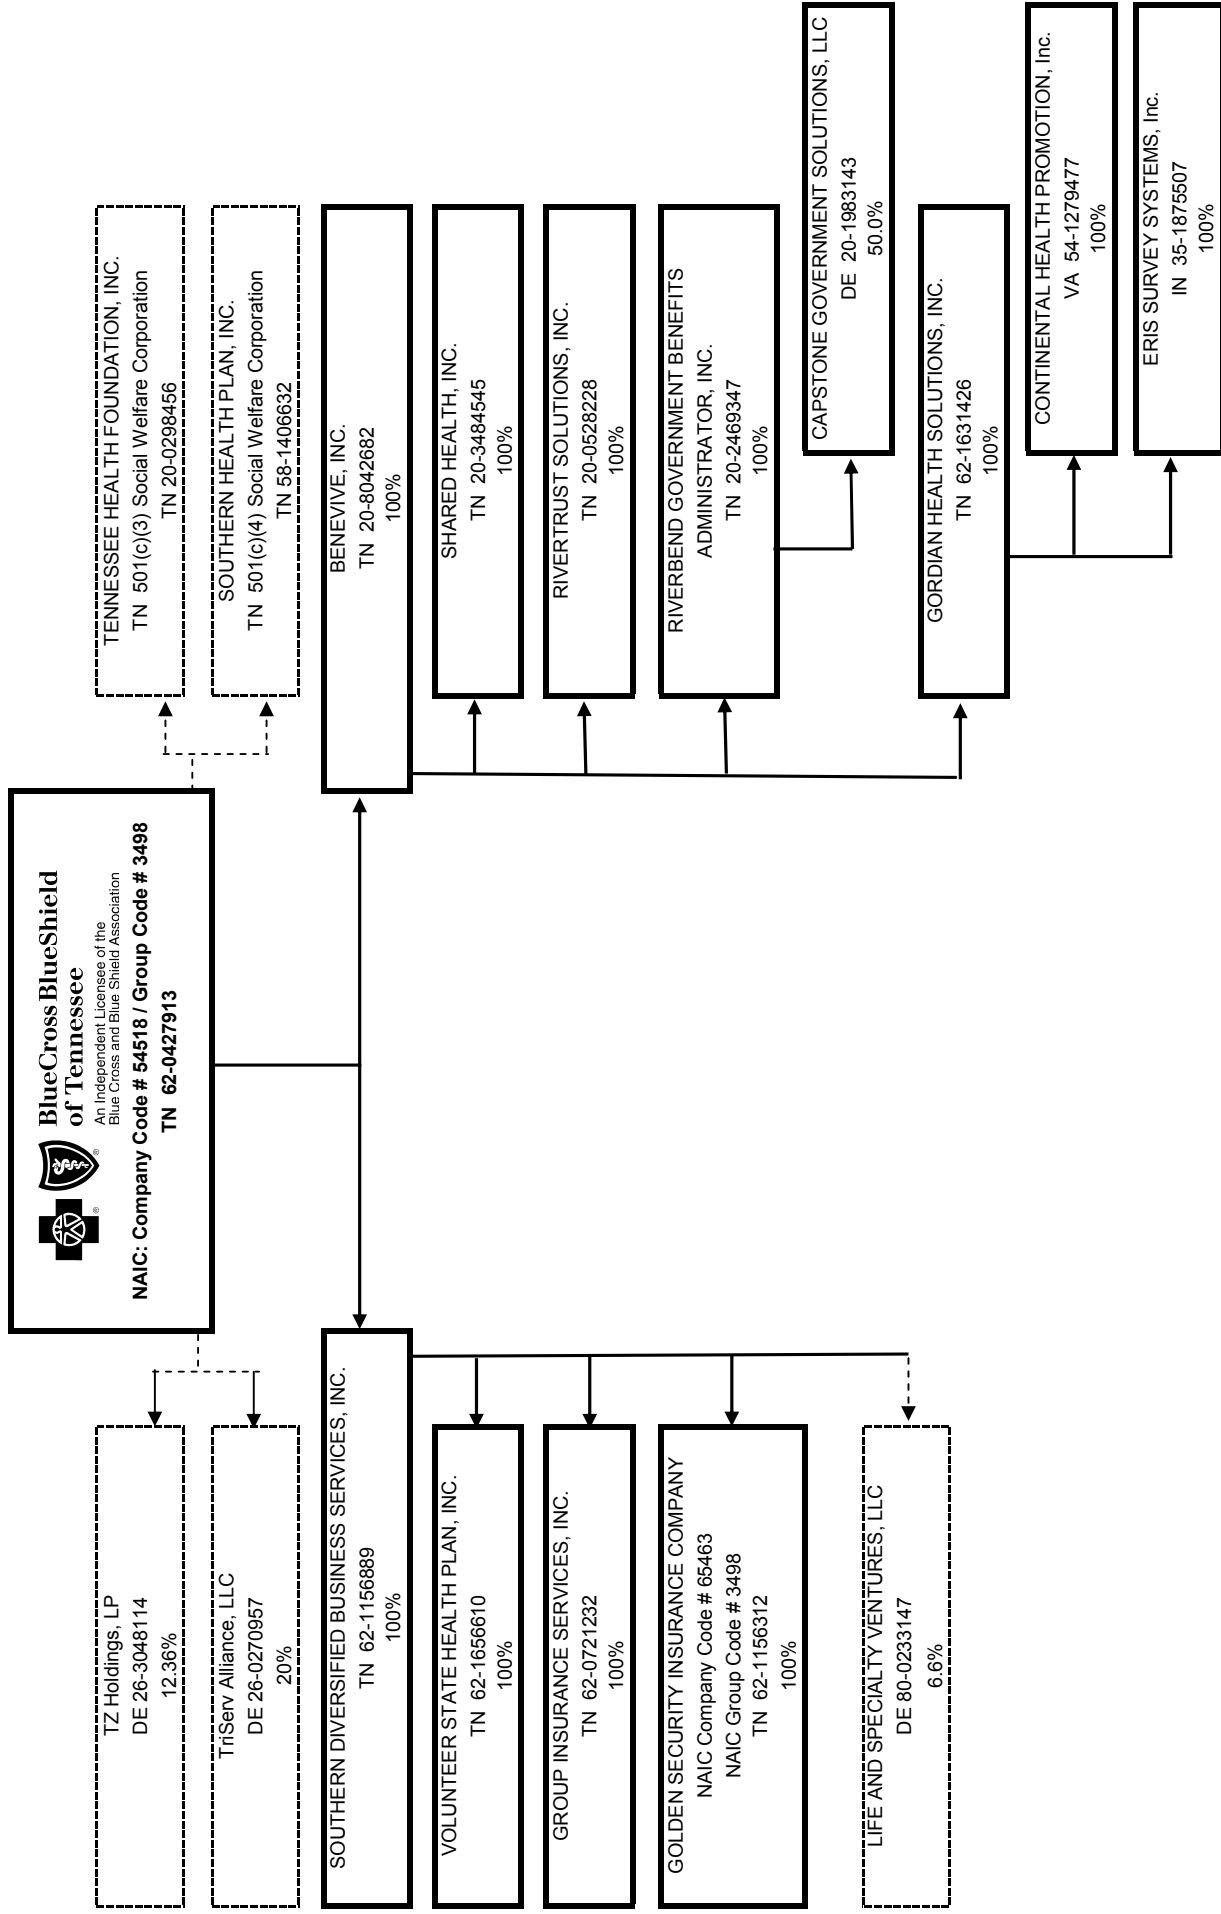 BlueCross BlueShield
of Tennessee
An Independent Licensee of the
Blue Cross and Blue Shield Association
® ®
NAIC: Company Code # 54518 / Group Code # 3498
TN 62-0427913
TZ Holdings, LP
DE 26-3048114
12.36%
TriServ Alliance, LLC
DE 26-0270957
20%
TENNESSEE HEALTH FOUNDATION, INC.
TN 501(c)(3) Social Welfare Corporation
TN 20-0298456
SOUTHERN HEALTH PLAN, INC.
TN 501(c)(4) Social Welfare Corporation
TN 58-1406632
SOUTHERN DIVERSIFIED BUSINESS SERVICES, INC.
TN 62-1156889
100%
VOLUNTEER STATE HEALTH PLAN, INC.
TN 62-1656610
100%
GROUP INSURANCE SERVICES, INC.
TN 62-0721232
100%
GOLDEN SECURITY INSURANCE COMPANY
NAIC Company Code # 65463
NAIC Group Code # 3498
TN 62-1156312
100%
LIFE AND SPECIALTY VENTURES, LLC
DE 80-0233147
6.6%
BENEVIVE, INC.
TN 20-8042682
100%
SHARED HEALTH, INC.
TN 20-3484545
100%
RIVERTRUST SOLUTIONS, INC.
TN 20-0528228
100%
RIVERBEND GOVERNMENT BENEFITS
ADMINISTRATOR, INC.
TN 20-2469347
100%
CAPSTONE GOVERNMENT SOLUTIONS, LLC
DE 20-1983143
50.0%
GORDIAN HEALTH SOLUTIONS, INC.
TN 62-1631426
100%
CONTINENTAL HEALTH PROMOTION, Inc.
VA 54-1279477
100%
ERIS SURVEY SYSTEMS, Inc.
IN 35-1875507
100%